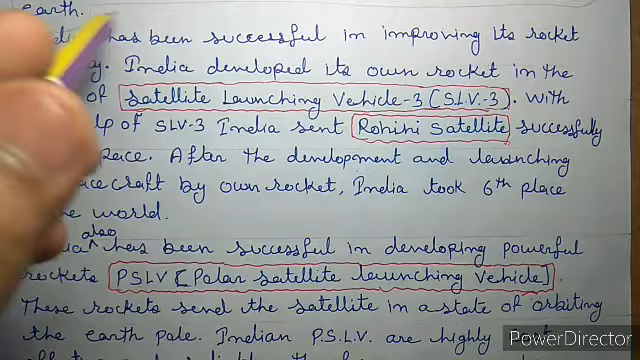 earth.
has been successful in improving its rocket
India developed its own rocket in the
of Satellite Launching Vehicle-3 (S.L.V.-3). With
of SLV-3 India sent Rohini Satellite successfully
After the development and launching
craft by own rocket, India took 6th place
world.
also
has been successful in developing powerful
rockets PSLV [Polar satellite launching Vehicle].
These rockets send the satellite in a state of orbiting
the earth pole. Indian P.S.L.V. are highly
PowerDirector